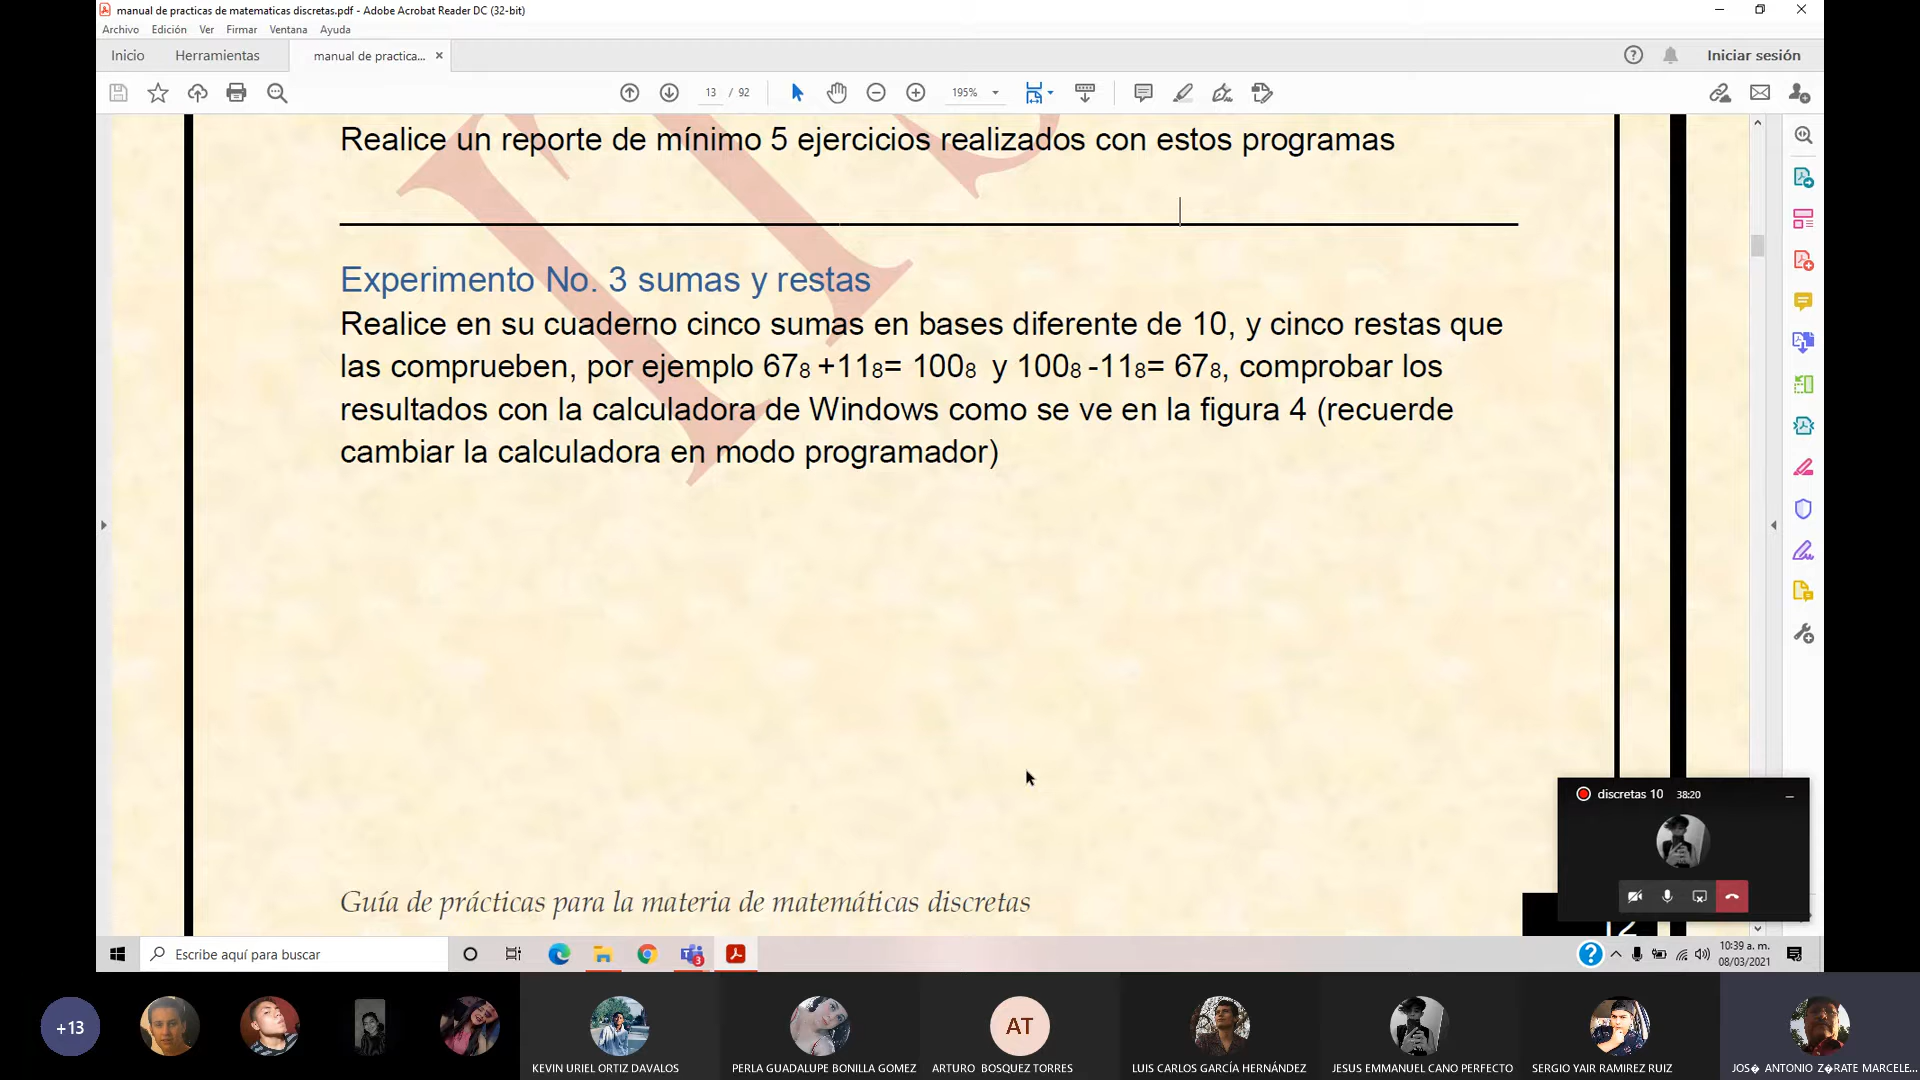 manual de practicas de matematicas discretas.pdf - Adobe Acrobat Reader DC (32-bit)
Archivo Edición Ver Firmar Ventana Ayuda
Inicio Herramientas manual de practica... × Iniciar sesión
13 / 92 195%
Realice un reporte de mínimo 5 ejercicios realizados con estos programas
Experimento No. 3 sumas y restas
Realice en su cuaderno cinco sumas en bases diferente de 10, y cinco restas que
las comprueben, por ejemplo 67₈ +11₈= 100₈ y 100₈ -11₈= 67₈, comprobar los
resultados con la calculadora de Windows como se ve en la figura 4 (recuerde
cambiar la calculadora en modo programador)
discretas 10 38:20
Guía de prácticas para la materia de matemáticas discretas
12
Escribe aquí para buscar
3
10:39 a. m.
08/03/2021
+13
AT
KEVIN URIEL ORTIZ DAVALOS
PERLA GUADALUPE BONILLA GOMEZ
ARTURO BOSQUEZ TORRES
LUIS CARLOS GARCÍA HERNÁNDEZ
JESUS EMMANUEL CANO PERFECTO
SERGIO YAIR RAMIREZ RUIZ
JOS� ANTONIO Z�RATE MARCELE...